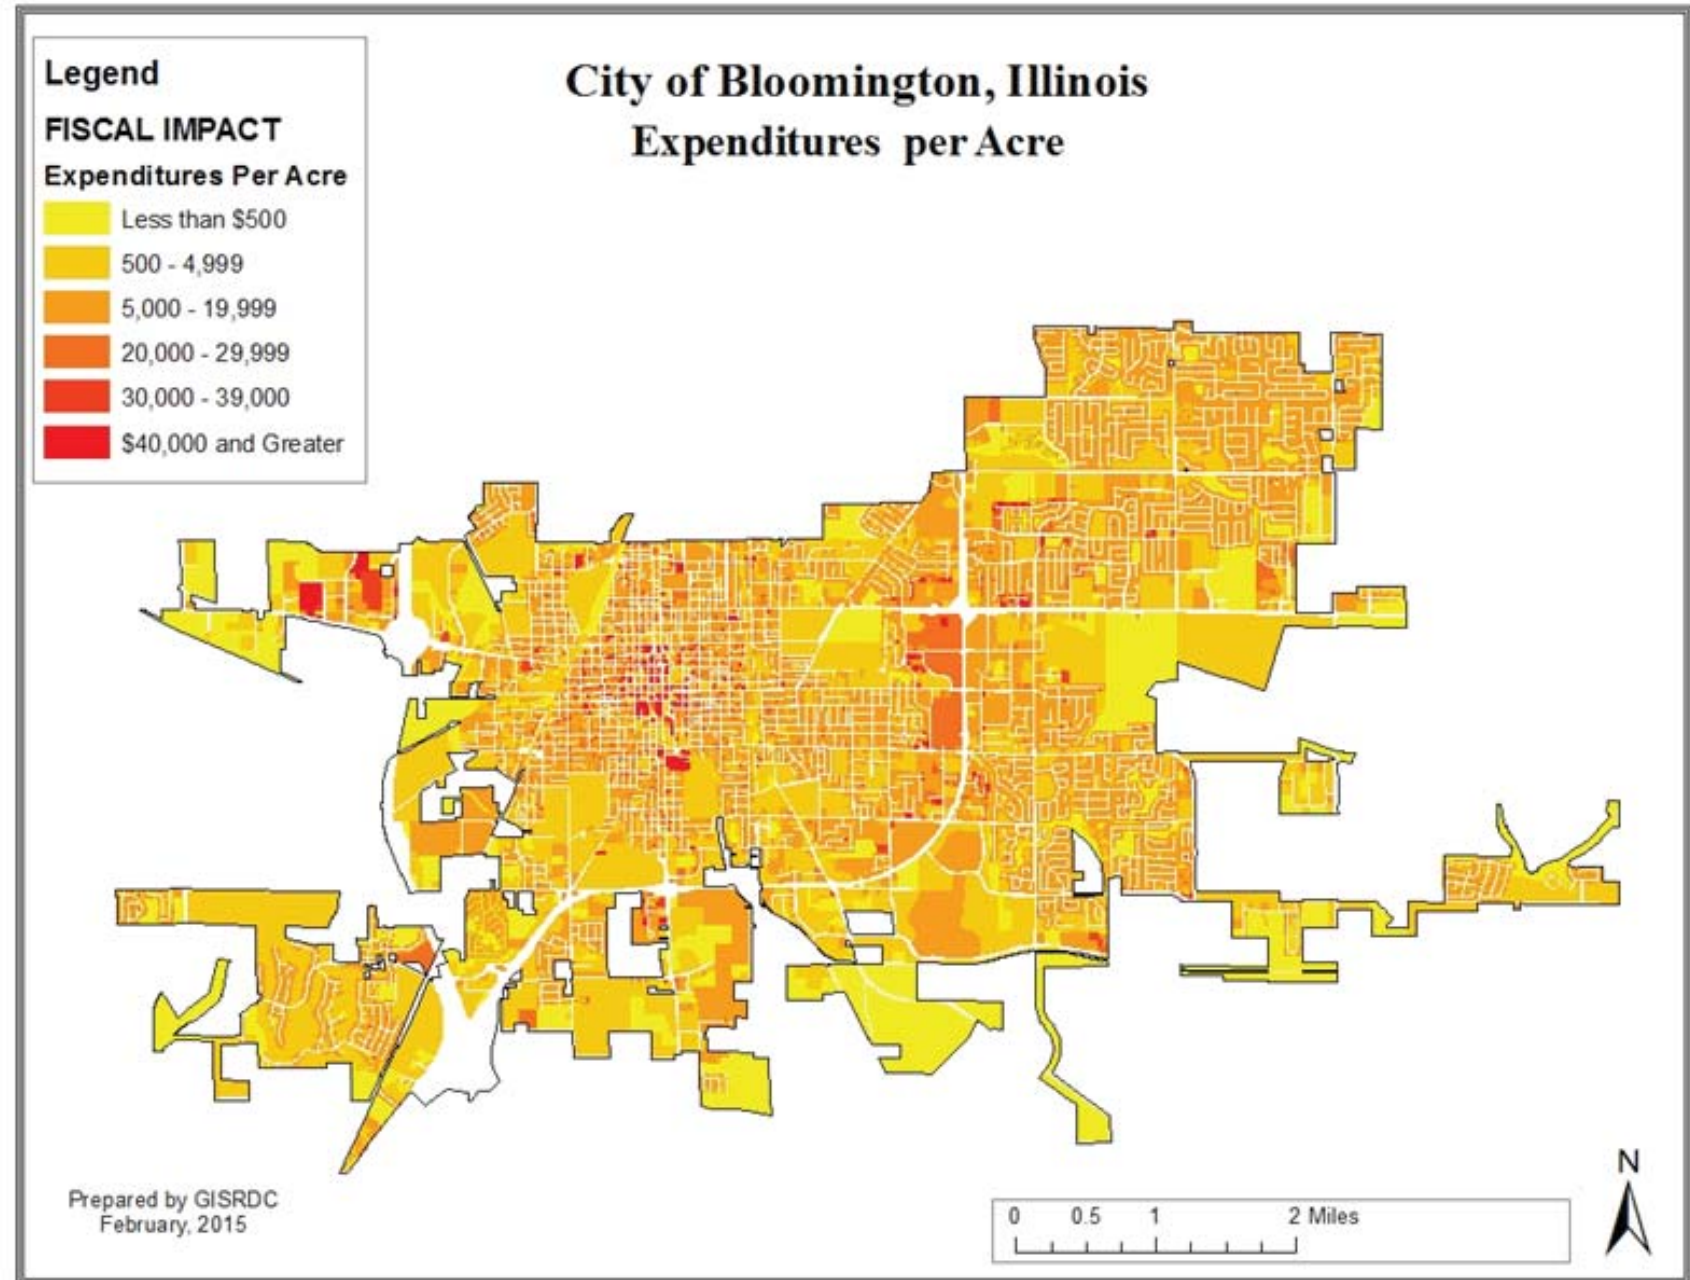 Legend
FISCAL IMPACT
Expenditures Per Acre
Less than $500
500 - 4,999
5,000 - 19,999
20,000 - 29,999
30,000 - 39,000
$40,000 and Greater
City of Bloomington, Illinois
Expenditures per Acre
Prepared by GISRDC
February, 2015
0 0.5 1 2 Miles
N